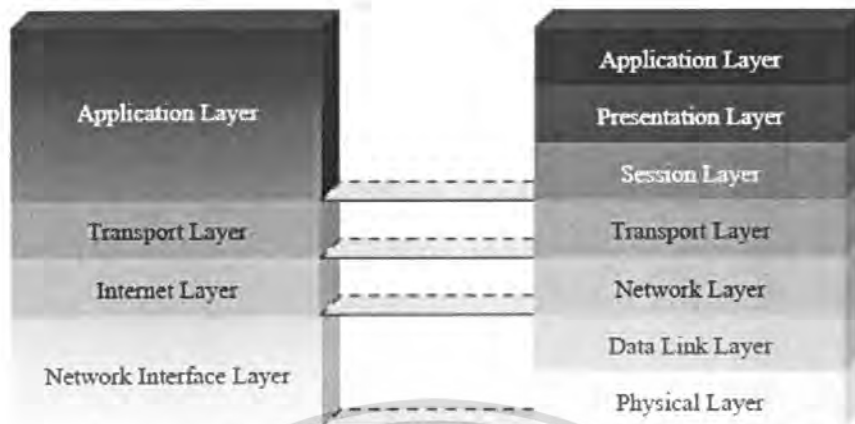 Application Layer
Transport Layer
Internet Layer
Network Interface Layer
Application Layer
Presentation Layer
Session Layer
Transport Layer
Network Layer
Data Link Layer
Physical Layer